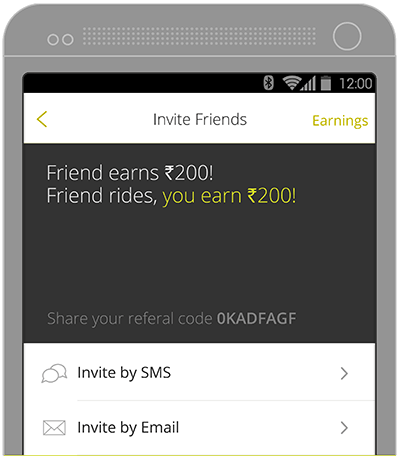 12:00
Invite Friends
Earnings
Friend earns ₹200!
Friend rides, you earn ₹200!
Share your referal code 0KADFAGF
Invite by SMS
Invite by Email